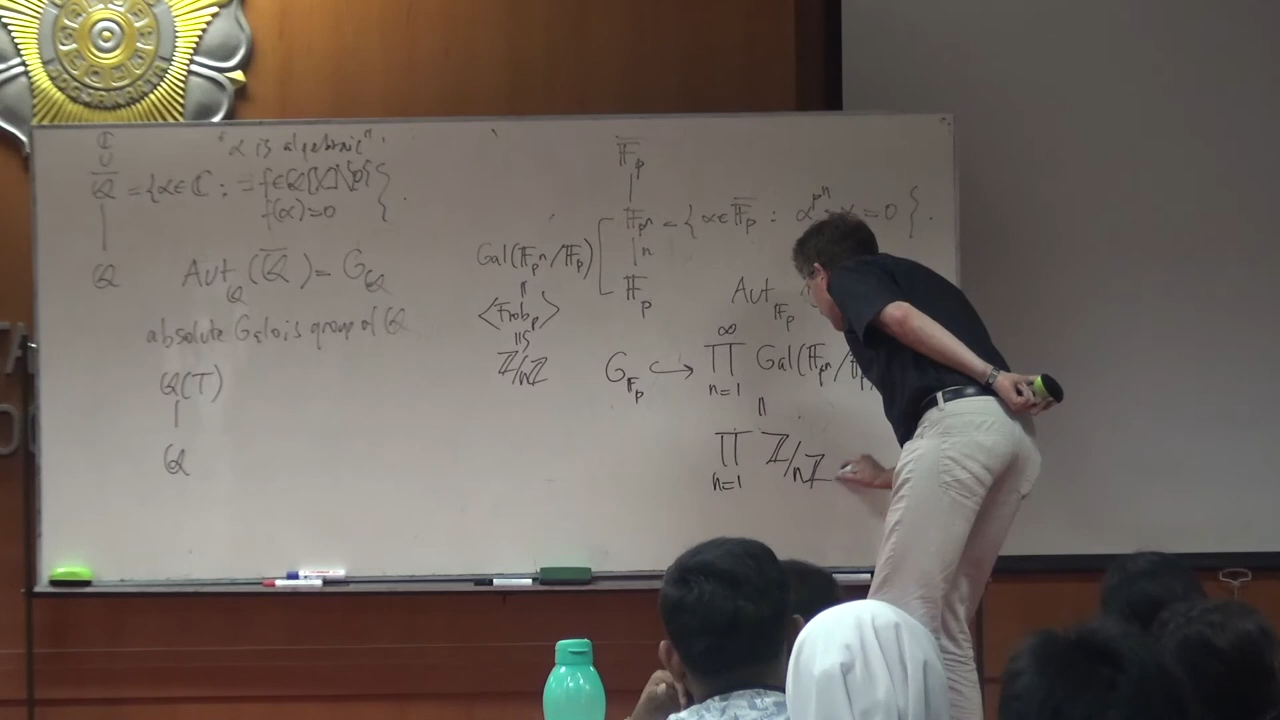 ℂ
∪
ℚ̅ = {α∈ℂ : ∃ f∈ℚ[X]\{0}
f(α)=0 }.
"α is algebraic".
|
ℚ
Aut_ℚ(ℚ̅) = G_ℚ
absolute Galois group of ℚ
ℚ(T)
|
ℚ
𝔽̅_p
|
𝔽_{p^n} = { α∈𝔽̅_p : α^{p^n} = 0 }.
| n
𝔽_p
Gal(𝔽_{p^n}/𝔽_p)
=
⟨Frob_p⟩
≅
ℤ/nℤ
Aut_{𝔽_p}
G_{𝔽_p} ↪ ∏_{n=1}^∞ Gal(𝔽_{p^n}/
=
∏_{n=1} ℤ/nℤ